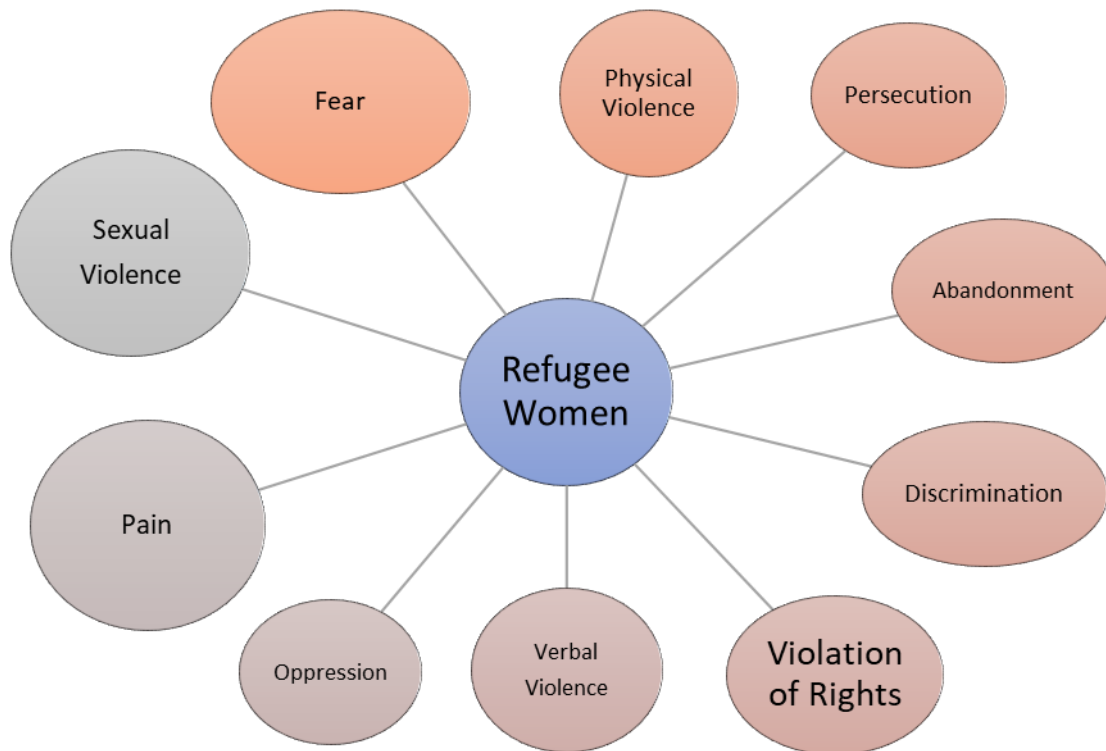 Fear
Physical
Violence
Persecution
Sexual
Violence
Abandonment
Refugee
Women
Discrimination
Pain
Oppression
Verbal
Violence
Violation
of Rights